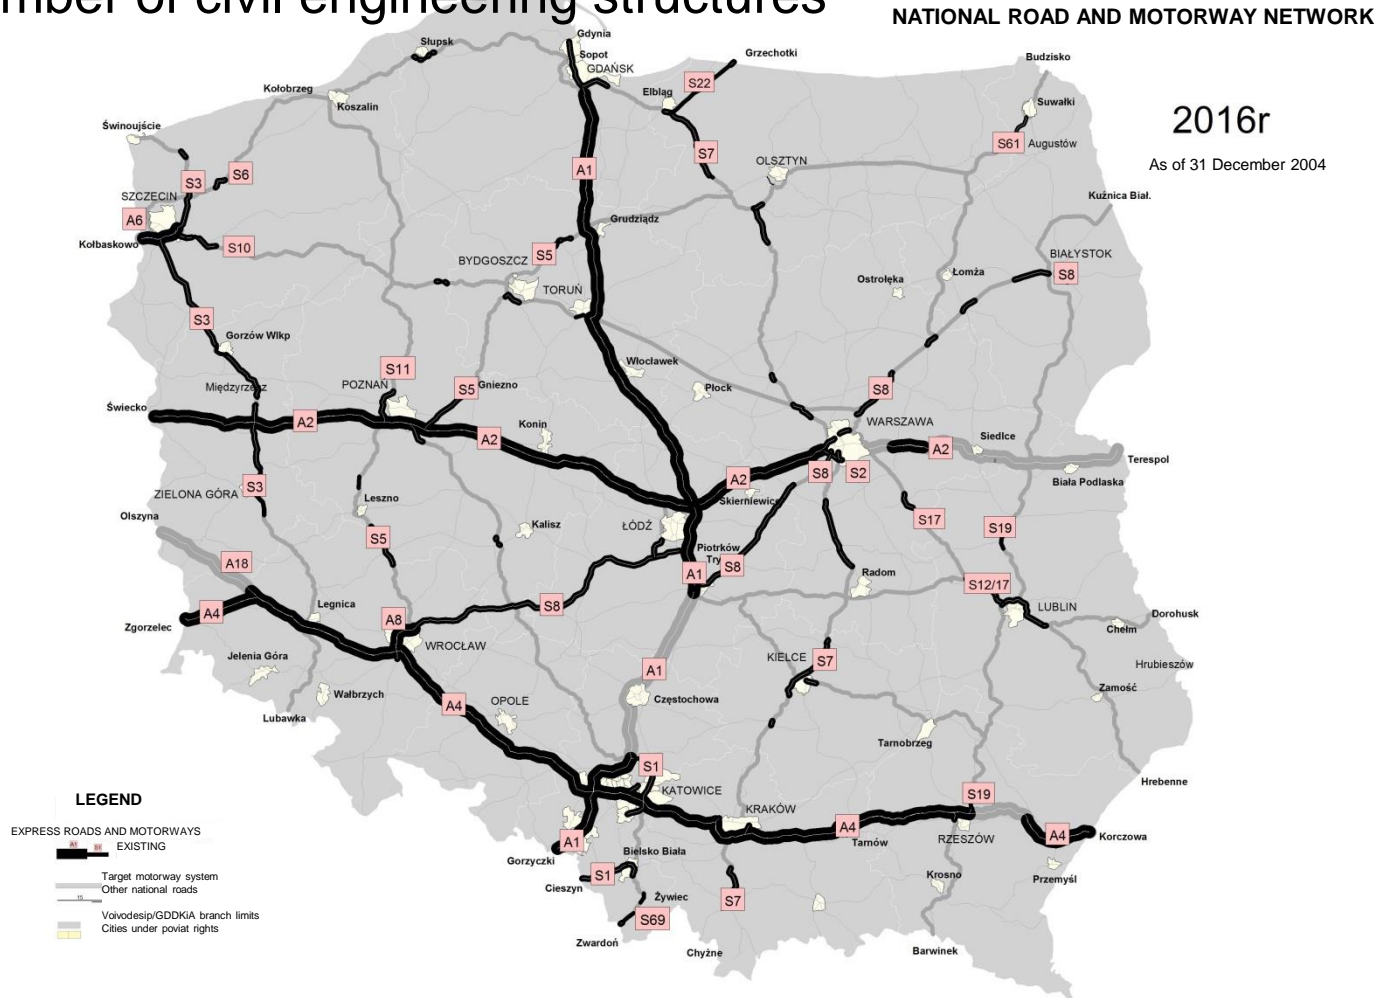 mber of civil engineering structures
NATIONAL ROAD AND MOTORWAY NETWORK
2016r
As of 31 December 2004
Gdynia
Sopot
GDAŃSK
Słupsk
Grzechotki
Budzisko
Kołobrzeg
Koszalin
Elbląg
S22
Suwałki
S61
Augustów
Świnoujście
S7
OLSZTYN
A1
S3
S6
SZCZECIN
A6
Kuźnica Biał.
Grudziądz
Kołbaskowo
S10
BYDGOSZCZ
S5
BIAŁYSTOK
S8
TORUŃ
Ostrołęka
Łomża
S3
Gorzów Wlkp
Włocławek
S11
POZNAŃ
S5
Gniezno
Płock
S8
Międzyrzecz
Świecko
A2
Konin
A2
WARSZAWA
A2
Siedlce
Terespol
Biała Podlaska
S8
S2
A2
Skierniewice
ZIELONA GÓRA
S3
Leszno
Olszyna
S5
Kalisz
ŁÓDŹ
S17
S19
Piotrków
Try
A18
A1
S8
Radom
S12/17
LUBLIN
Dorohusk
Chełm
A4
Zgorzelec
Legnica
A8
S8
WROCŁAW
Jelenia Góra
KIELCE
S7
Hrubieszów
A1
Zamość
Wałbrzych
Lubawka
A4
OPOLE
Częstochowa
Tarnobrzeg
S1
KATOWICE
Hrebenne
KRAKÓW
S19
A4
Tarnów
RZESZÓW
A4
Korczowa
A1
Gorzyczki
Bielsko Biała
S1
Cieszyn
Przemyśl
Krosno
Żywiec
S7
S69
Zwardoń
Chyżne
Barwinek
LEGEND
EXPRESS ROADS AND MOTORWAYS
A1 S1 EXISTING
Target motorway system
Other national roads
15
Voivodesip/GDDKiA branch limits
Cities under poviat rights